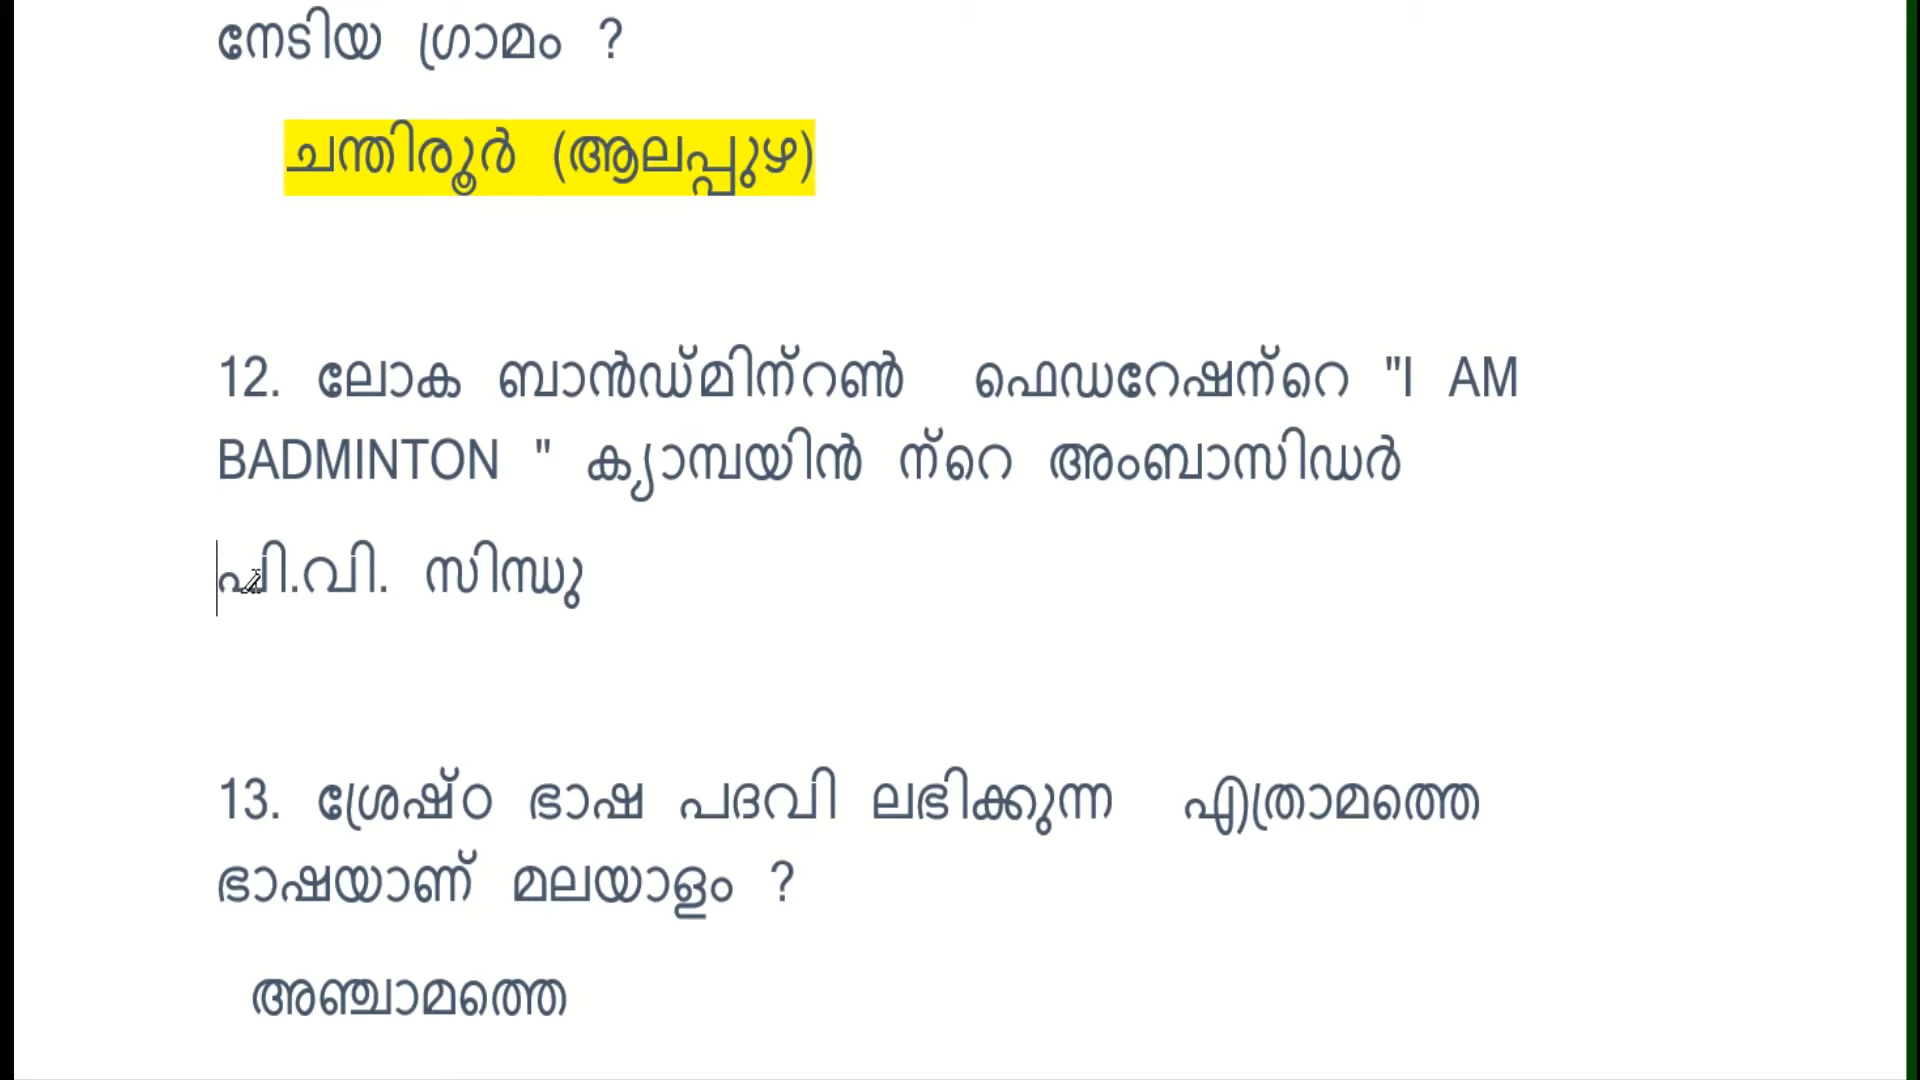 നേടിയ ഗ്രാമം ?
ചന്തിരൂർ (ആലപ്പുഴ)
12. ലോക ബാൻഡ്മിന്റൺ ഫെഡറേഷന്റെ "I AM
BADMINTON " ക്യാമ്പയിൻ ന്റെ അംബാസിഡർ
പി.വി. സിന്ധു
13. ശ്രേഷ്ഠ ഭാഷ പദവി ലഭിക്കുന്ന എത്രാമത്തെ
ഭാഷയാണ് മലയാളം ?
അഞ്ചാമത്തെ